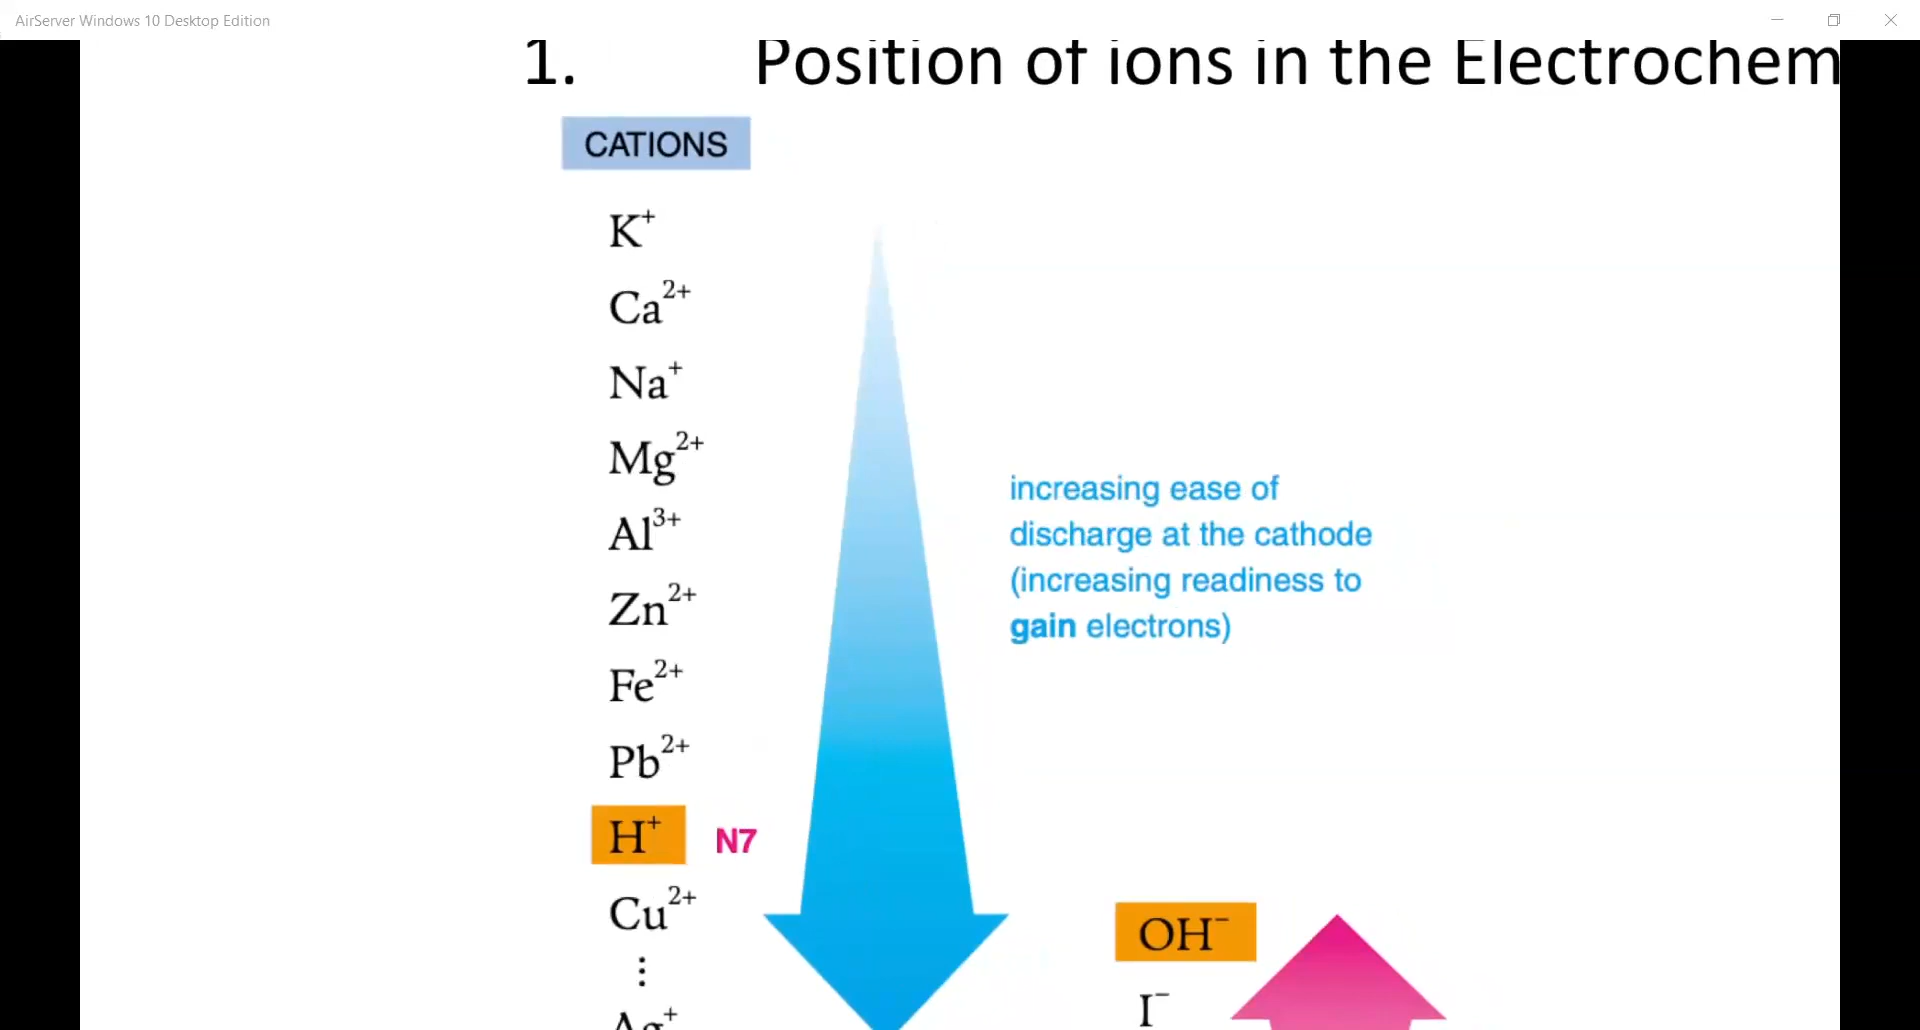 AirServer Windows 10 Desktop Edition
1. Position of ions in the Electrochem
CATIONS
K⁺
Ca²⁺
Na⁺
Mg²⁺
Al³⁺
Zn²⁺
Fe²⁺
Pb²⁺
H⁺ N7
Cu²⁺
⋮
Ag⁺
increasing ease of
discharge at the cathode
(increasing readiness to
gain electrons)
OH⁻
I⁻